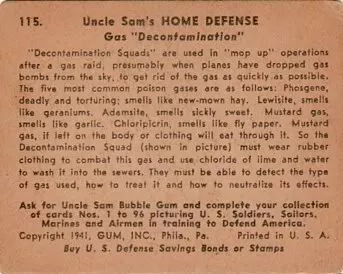 115. Uncle Sam's HOME DEFENSE
Gas "Decontamination"
"Decontamination Squads" are used in "mop up" operations
after a gas raid, presumably when planes have dropped gas
bombs from the sky, to get rid of the gas as quickly as possible.
The five most common poison gases are as follows: Phosgene,
deadly and torturing; smells like new-mown hay. Lewisite, smells
like geraniums. Adamsite, smells sickly sweet. Mustard gas,
smells like garlic. Chloripicrin, smells like fly paper. Mustard
gas, if left on the body or clothing will eat through it. So the
Decontamination Squad (shown in picture) must wear rubber
clothing to combat this gas and use chloride of lime and water
to wash it into the sewers. They must be able to detect the type
of gas used, how to treat it and how to neutralize its effects.
Ask for Uncle Sam Bubble Gum and complete your collection
of cards Nos. 1 to 96 picturing U. S. Soldiers, Sailors,
Marines and Airmen in training to Defend America.
Copyright 1941, GUM, INC., Phila., Pa. Printed in U. S. A.
Buy U. S. Defense Savings Bonds or Stamps